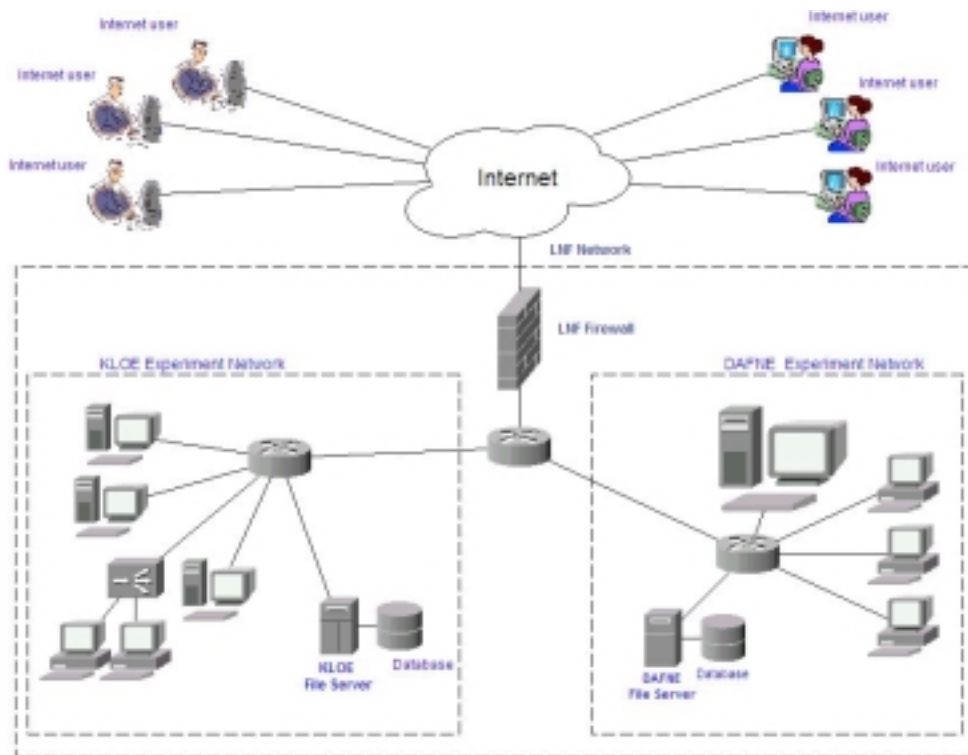 Internet user
Internet user
Internet user
Internet user
Internet user
Internet user
Internet
LNF Network
LNF Firewall
KLOE Experiment Network
DAFNE Experiment Network
KLOE
File Server
Database
DAFNE
File Server
Database